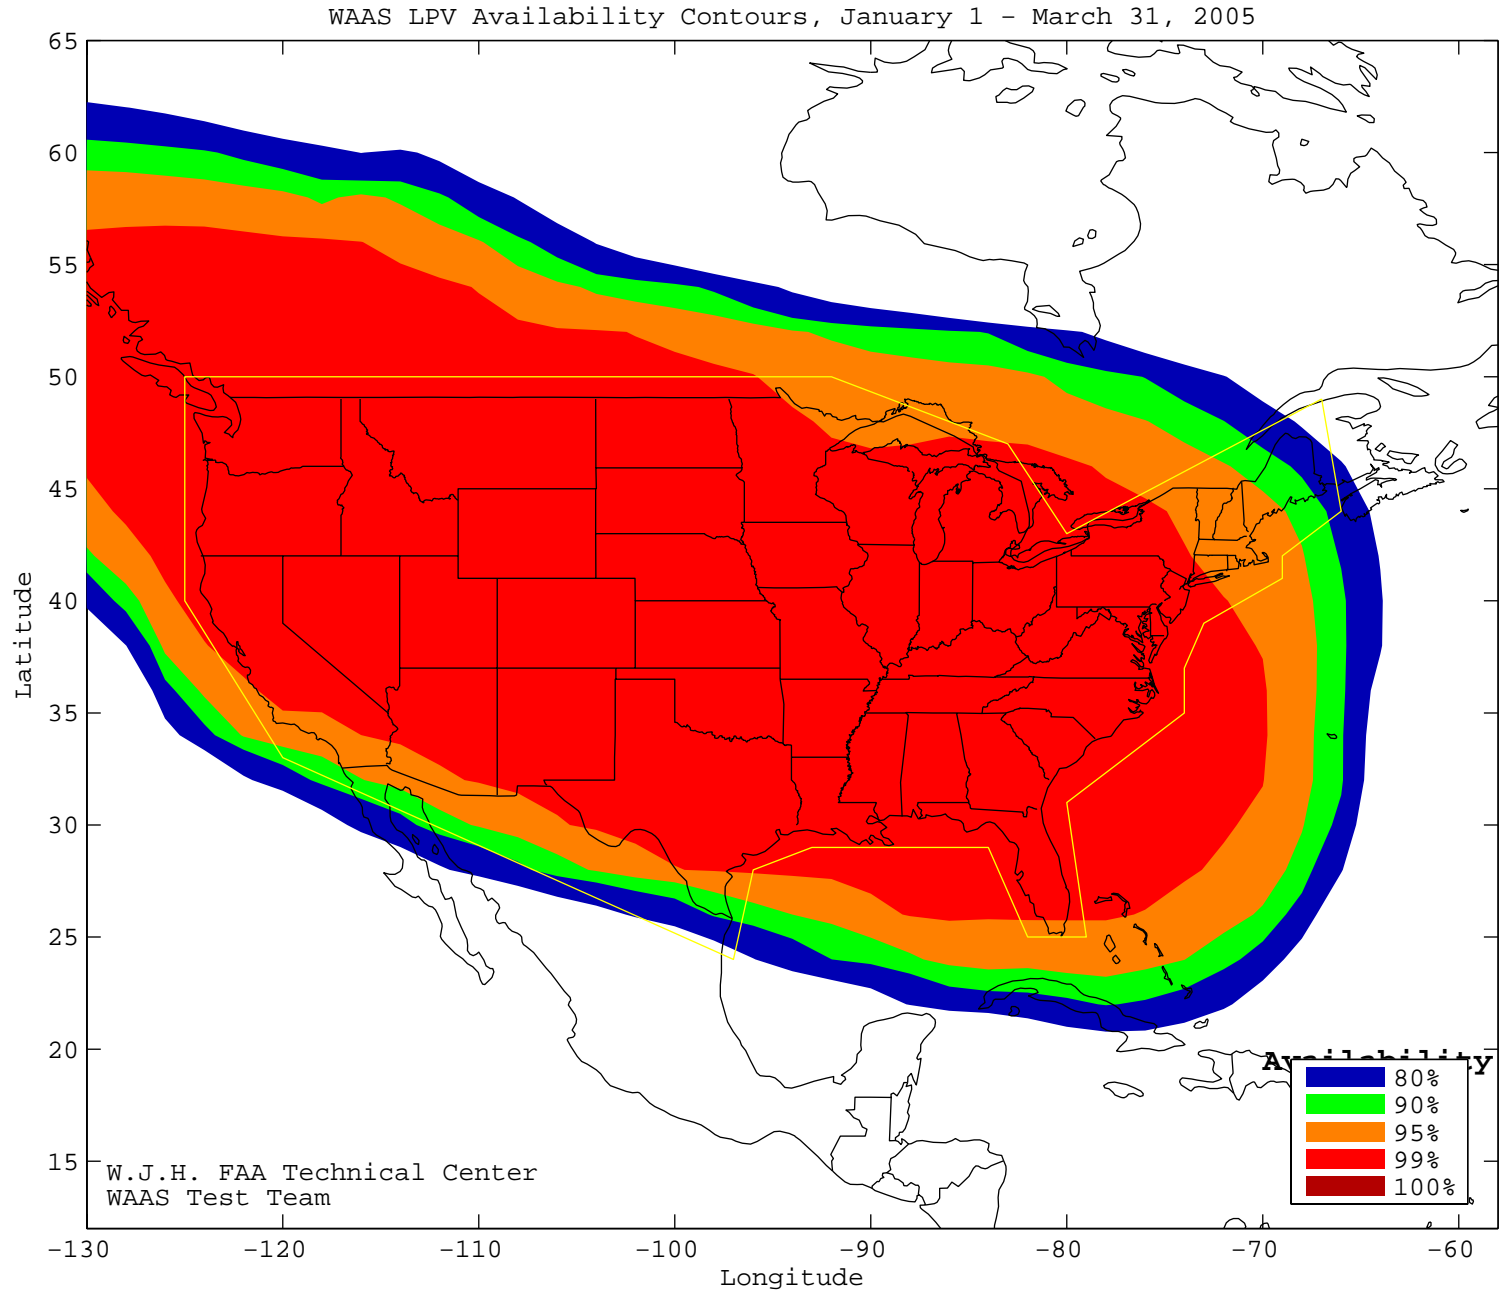 WAAS LPV Availability Contours, January 1 - March 31, 2005
65
60
55
50
45
40
35
30
25
20
15
Latitude
Availability
80%
90%
95%
99%
100%
W.J.H. FAA Technical Center
WAAS Test Team
-130 -120 -110 -100 -90 -80 -70 -60
Longitude